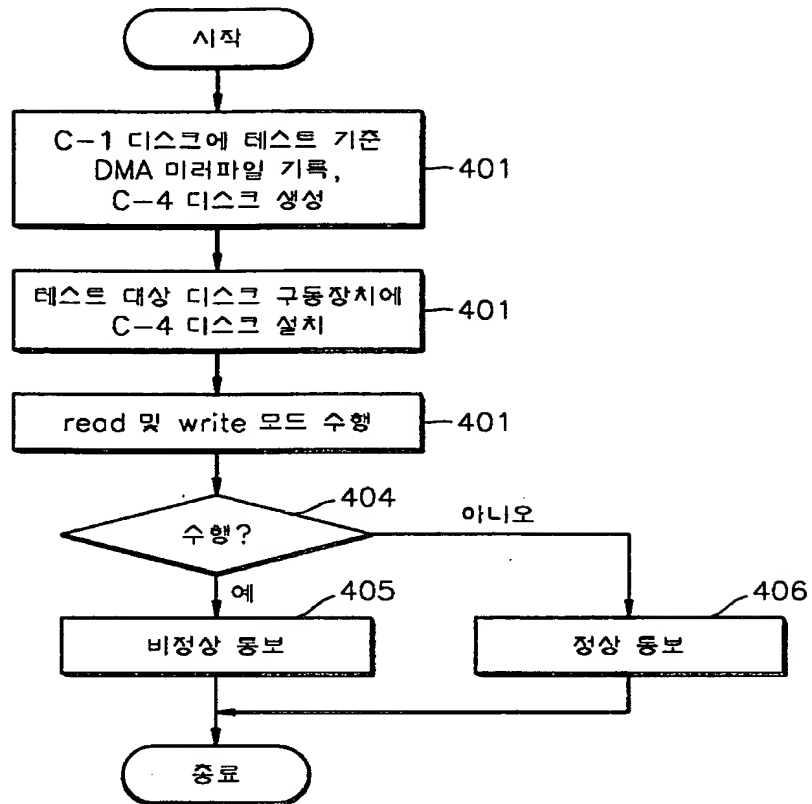 시작
C-1 디스크에 테스트 기준
DMA 미러파일 기록,
C-4 디스크 생성
401
테스트 대상 디스크 구동장치에
C-4 디스크 설치
401
read 및 write 모드 수행
401
404
수행?
아니오
예
405
406
비정상 통보
정상 통보
종료